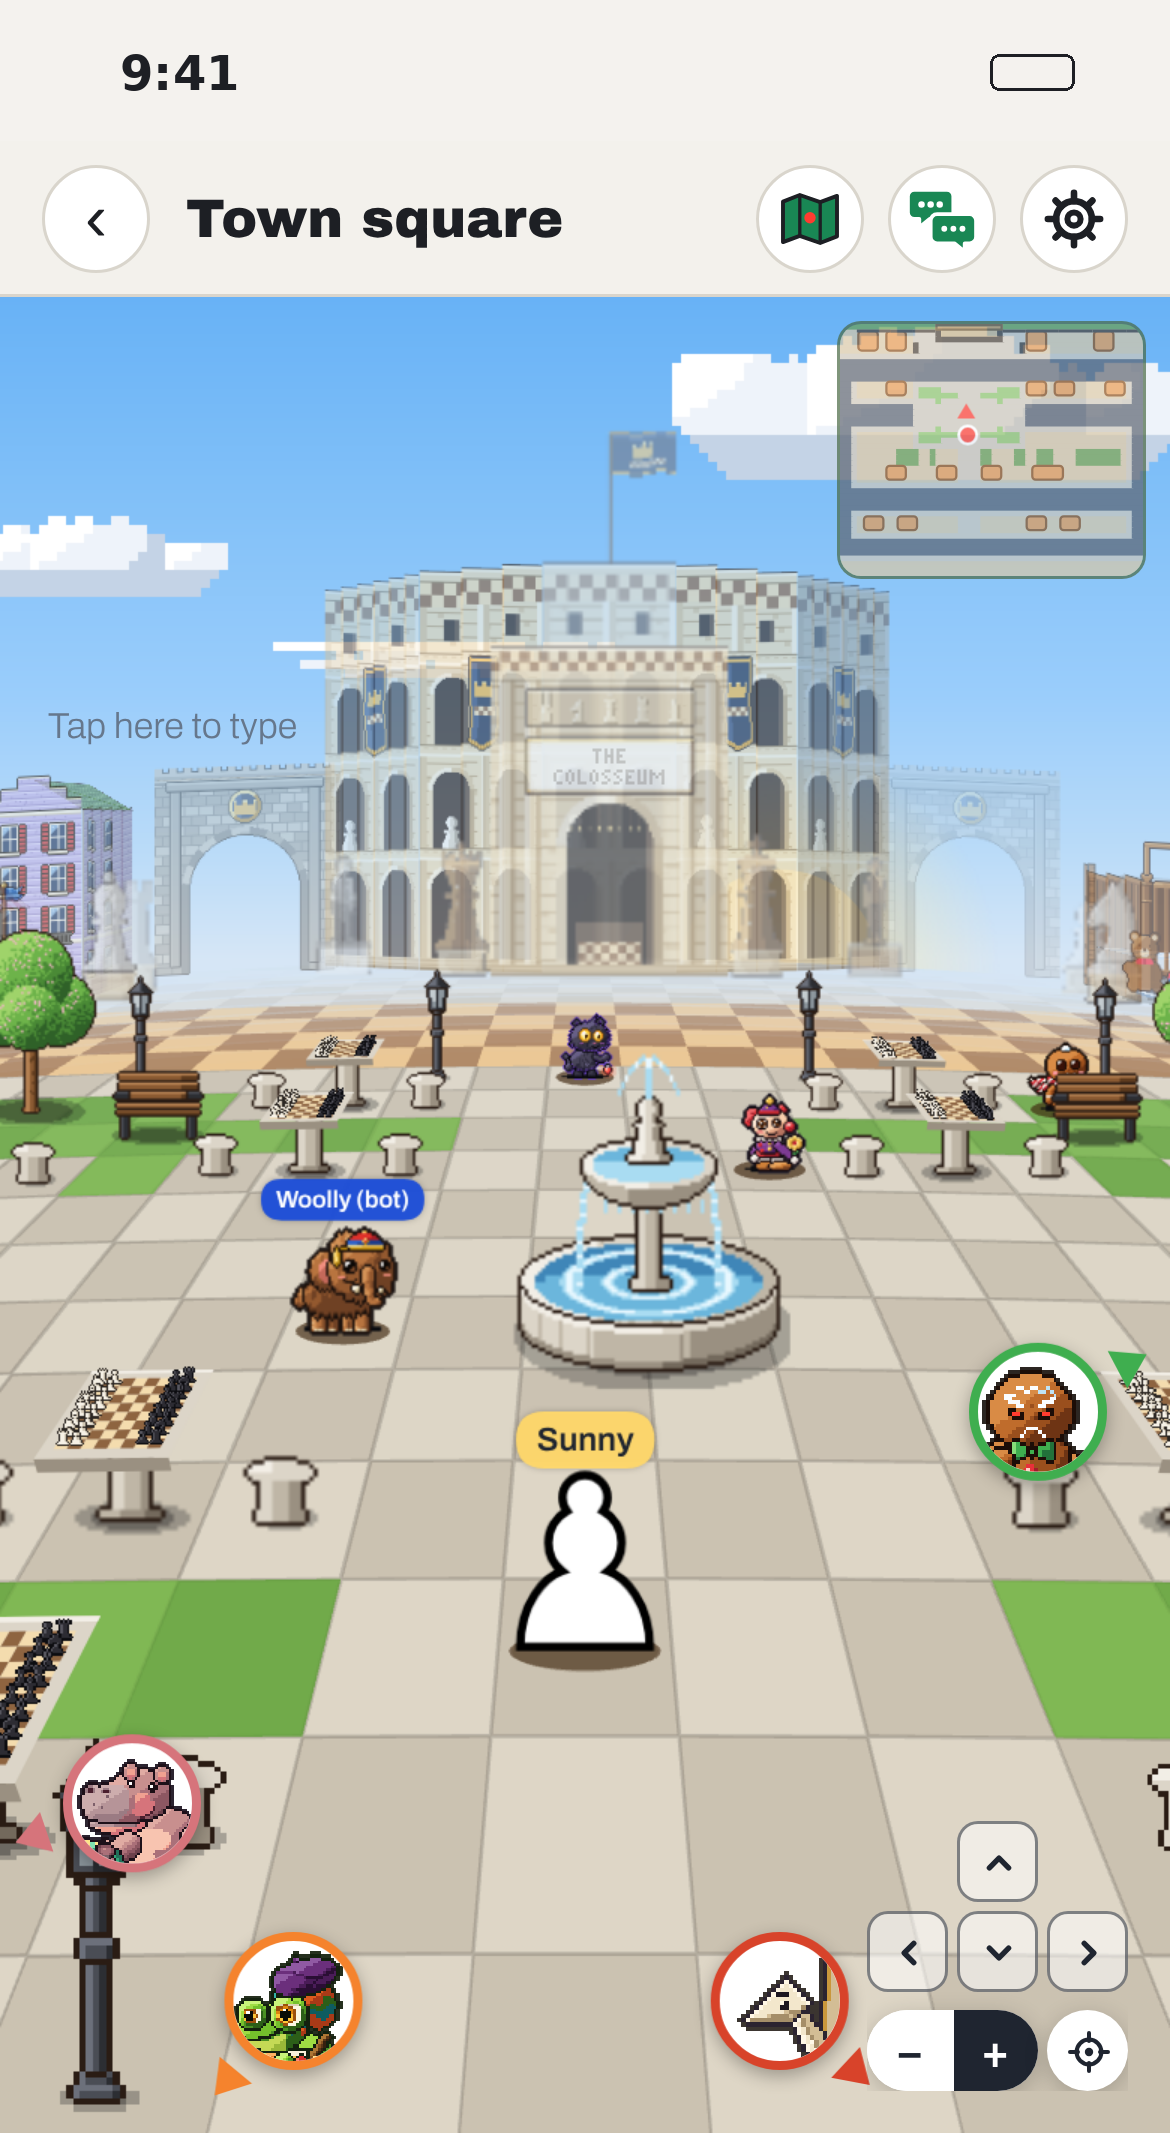 9:41
Town square
Tap here to type
THE
COLOSSEUM
Woolly (bot)
Sunny